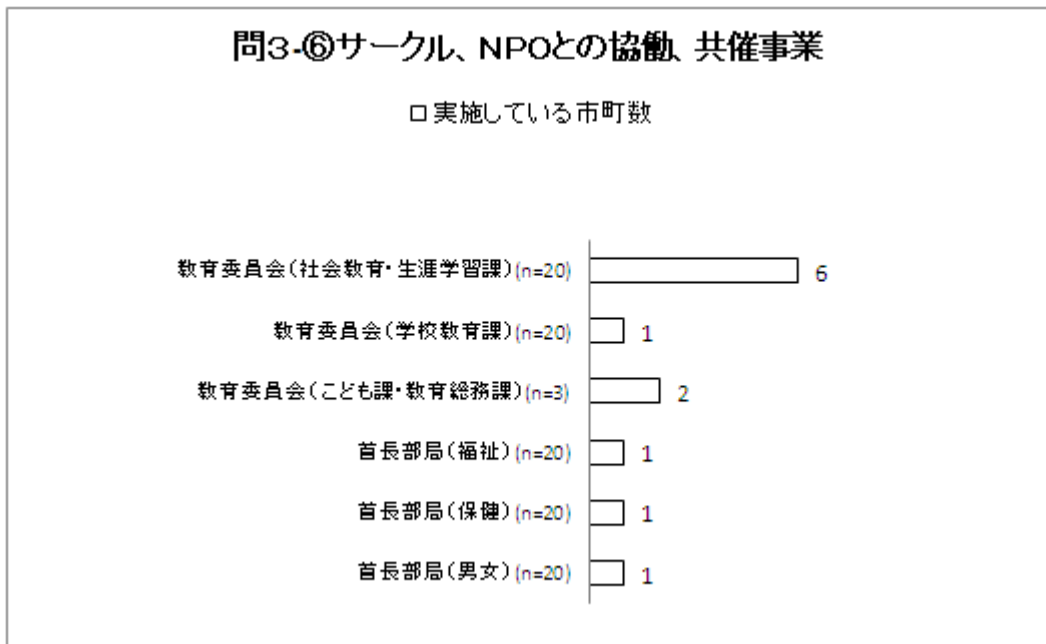 問3-⑥サークル、NPOとの協働、共催事業
□実施している市町数
教育委員会(社会教育・生涯学習課)(n=20) 6
教育委員会(学校教育課)(n=20) 1
教育委員会(こども課・教育総務課)(n=3) 2
首長部局(福祉)(n=20) 1
首長部局(保健)(n=20) 1
首長部局(男女)(n=20) 1